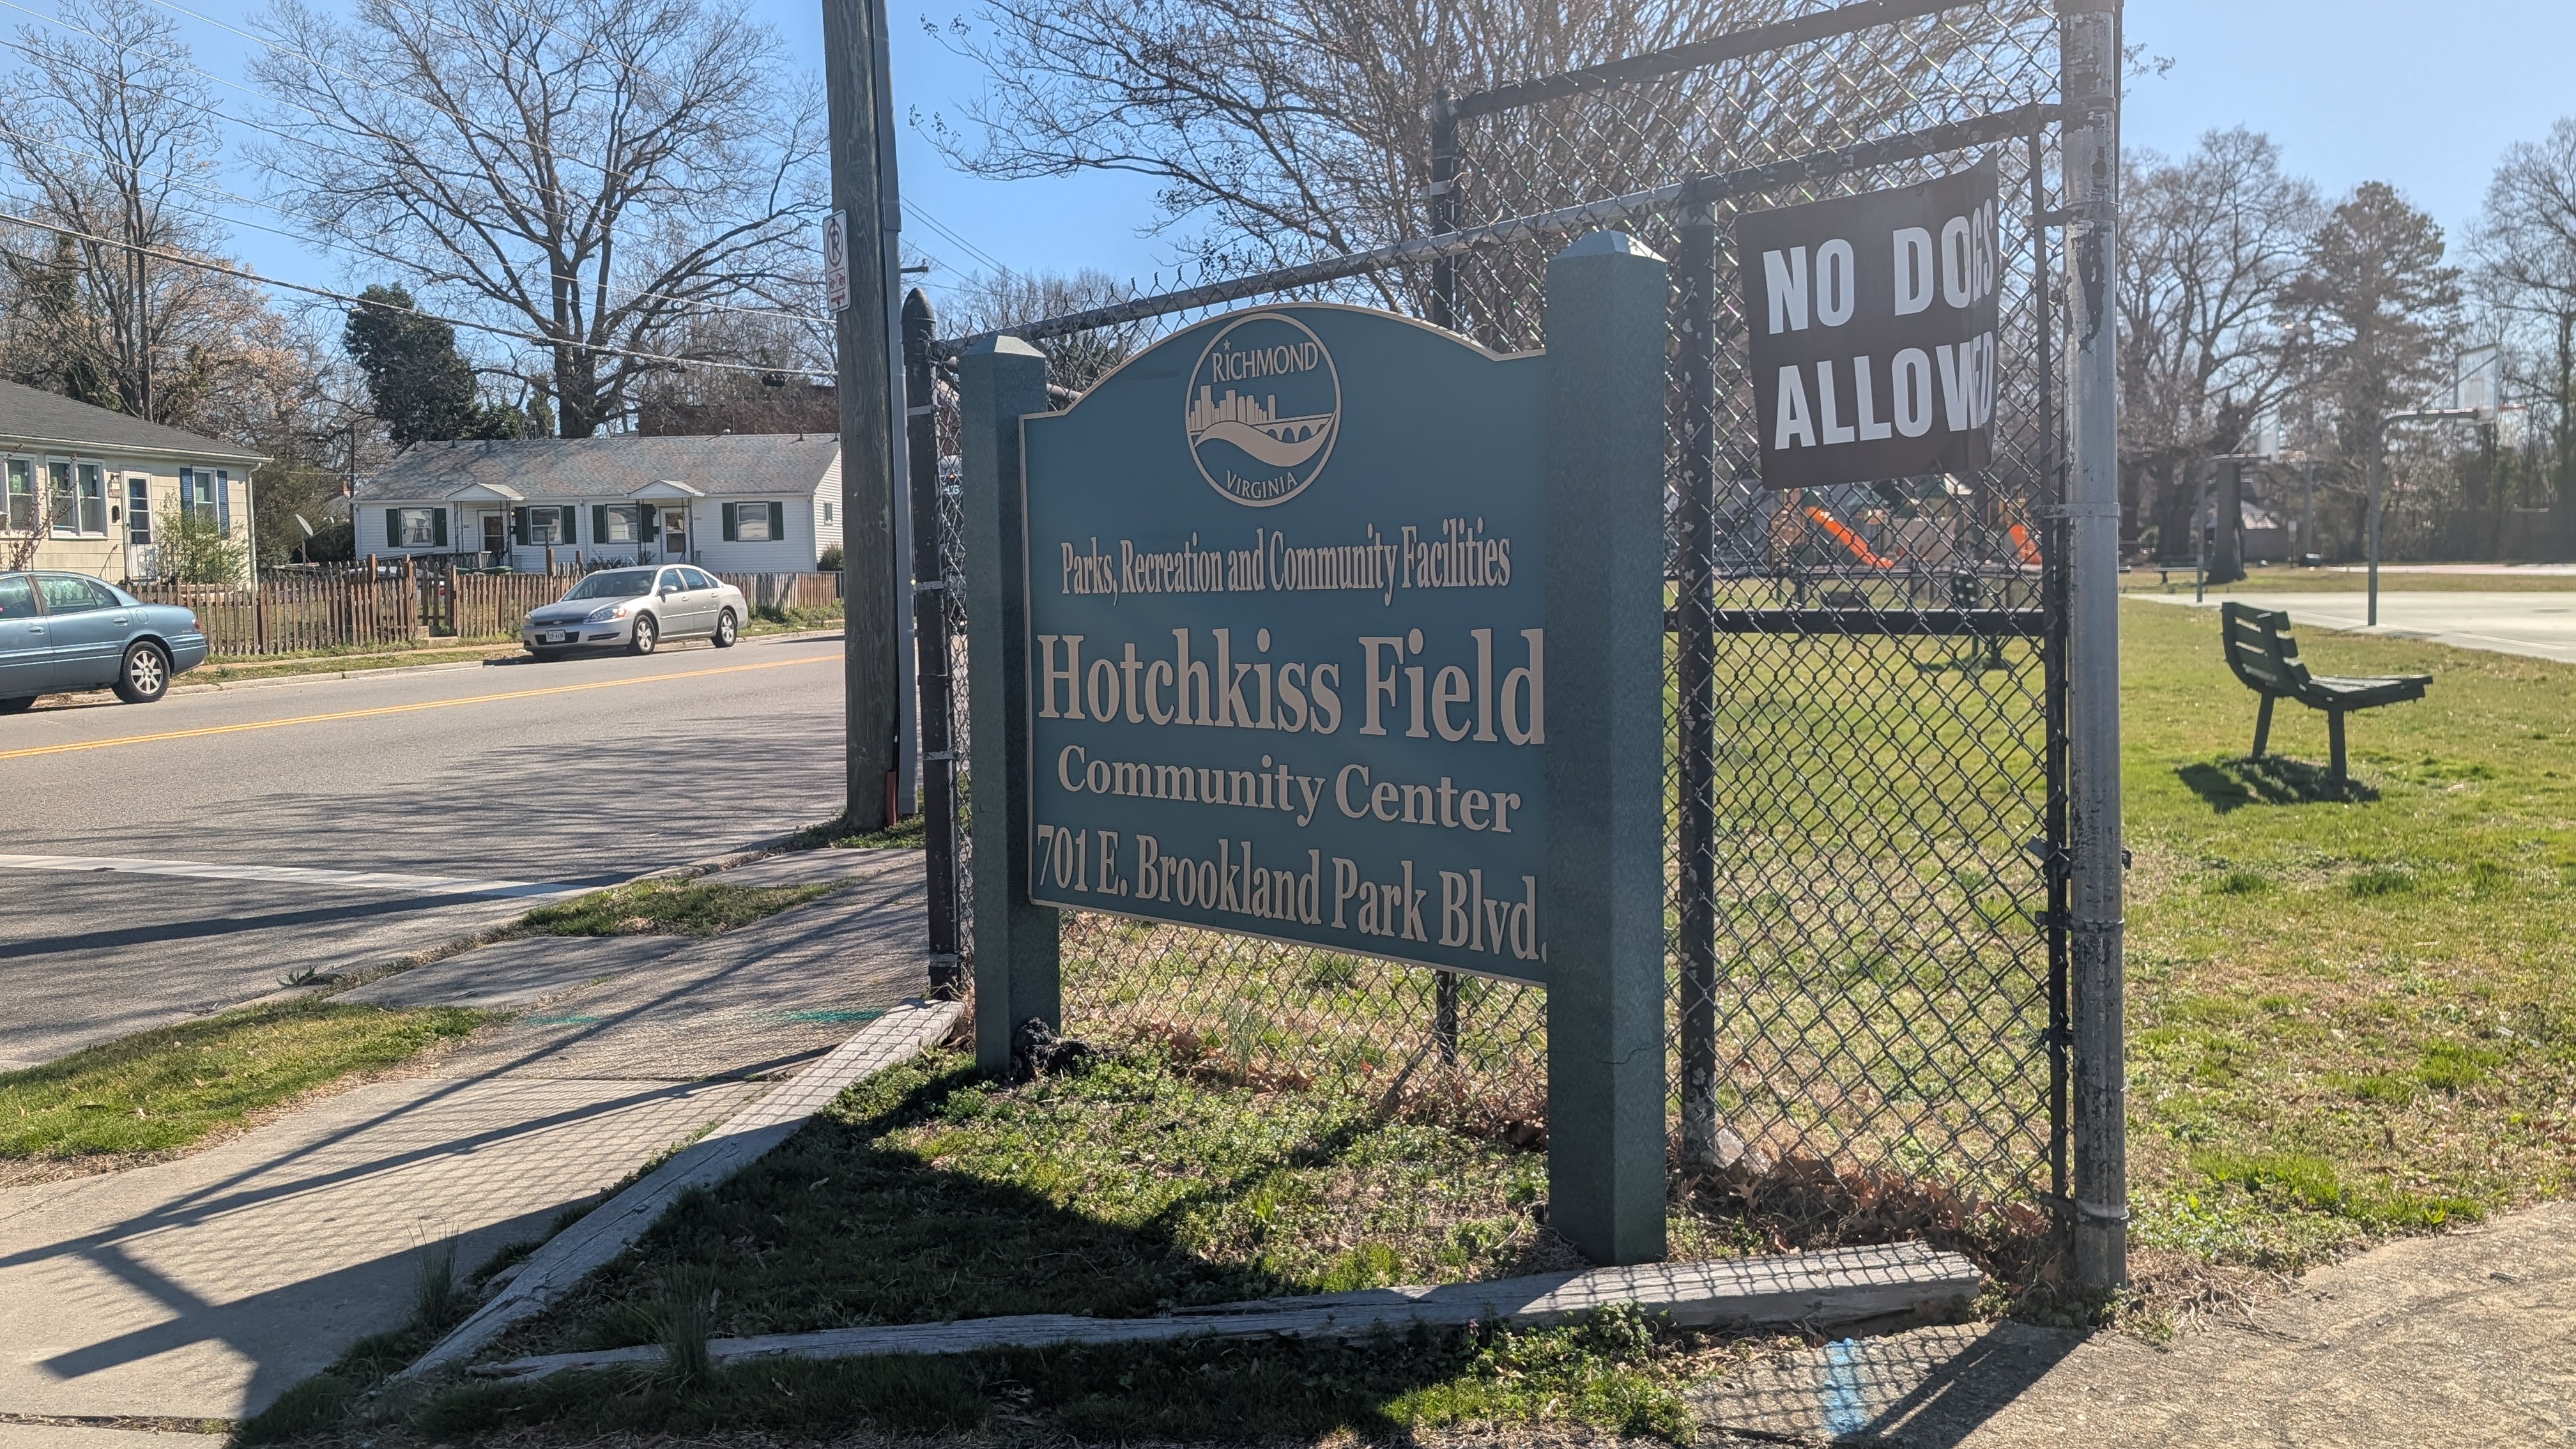 RICHMOND
VIRGINIA
Parks, Recreation and Community Facilities
Hotchkiss Field
Community Center
701 E. Brookland Park Blvd.
NO DOGS
ALLOWED